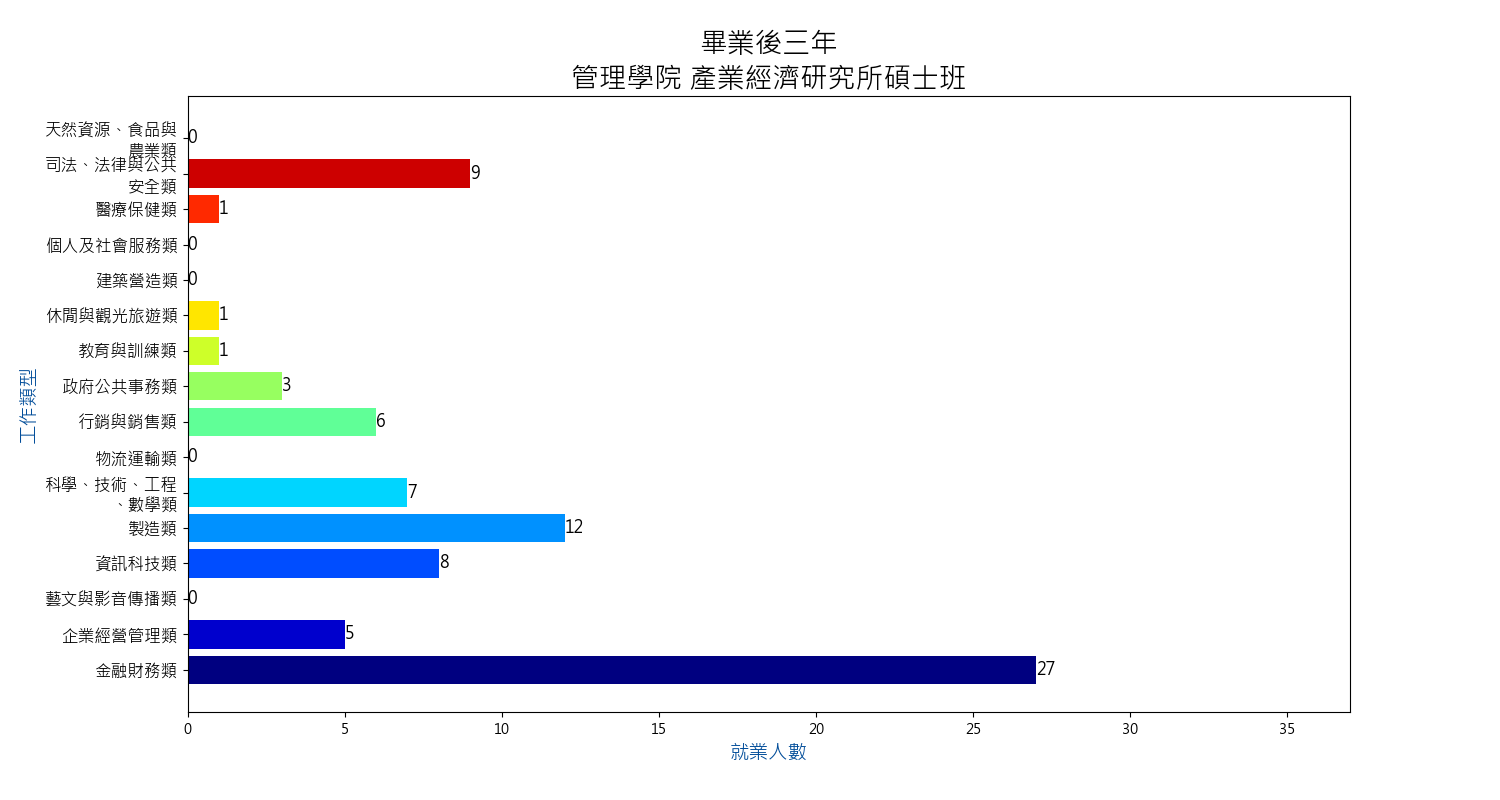 畢業後三年
管理學院 產業經濟研究所碩士班
天然資源、食品與
農業類
0
司法、法律與公共
安全類
9
醫療保健類
1
個人及社會服務類
0
建築營造類
0
休閒與觀光旅遊類
1
教育與訓練類
1
政府公共事務類
3
行銷與銷售類
6
物流運輸類
0
科學、技術、工程
、數學類
7
製造類
12
資訊科技類
8
藝文與影音傳播類
0
企業經營管理類
5
金融財務類
27
工作類型
0 5 10 15 20 25 30 35
就業人數